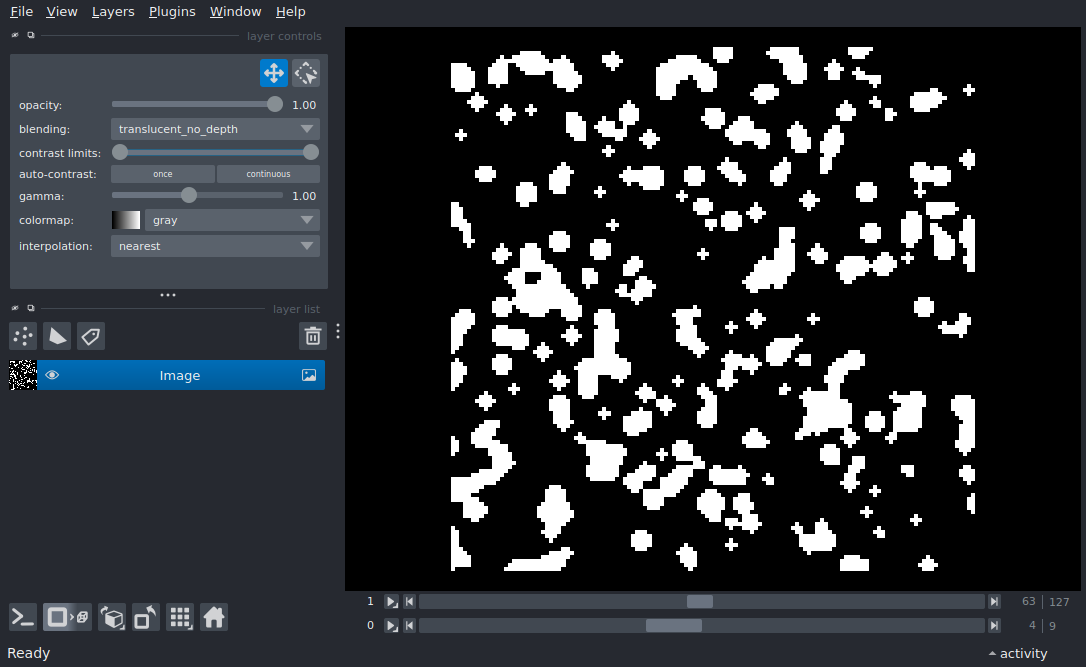 File View Layers Plugins Window Help
layer controls
opacity: 1.00
blending: translucent_no_depth
contrast limits:
auto-contrast: once continuous
gamma: 1.00
colormap: gray
interpolation: nearest
layer list
Image
1 63 127
0 4 9
Ready activity